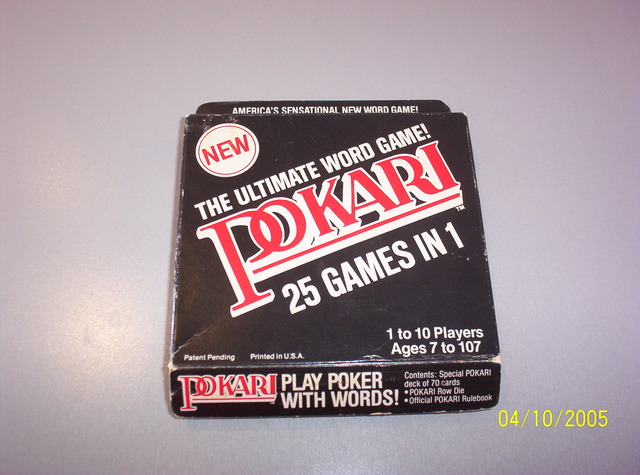 AMERICA'S SENSATIONAL NEW WORD GAME!
NEW
THE ULTIMATE WORD GAME!
POKARI™
25 GAMES IN 1
1 to 10 Players
Ages 7 to 107
Patent Pending Printed in U.S.A.
POKARI
PLAY POKER
WITH WORDS!
Contents: Special POKARI
deck of 70 cards
• POKARI Row Die
• Official POKARI Rulebook
04/10/2005